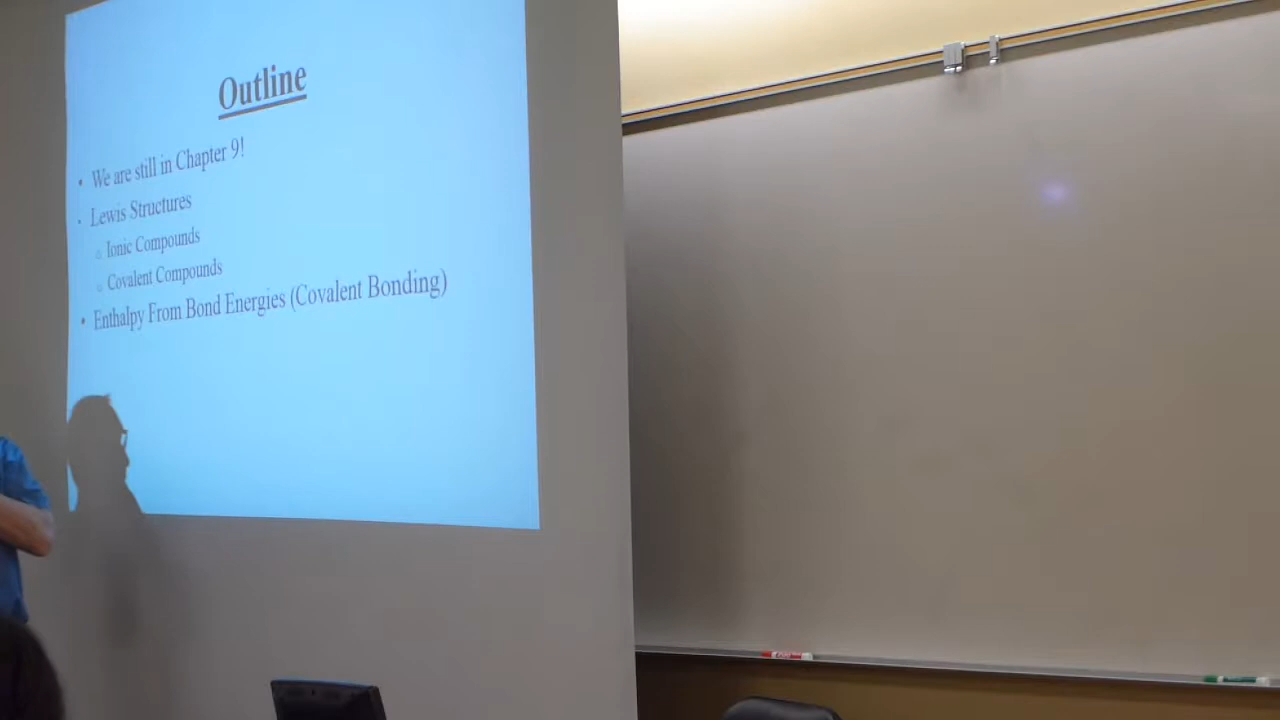 Outline
• We are still in Chapter 9!
• Lewis Structures
○ Ionic Compounds
○ Covalent Compounds
• Enthalpy From Bond Energies (Covalent Bonding)